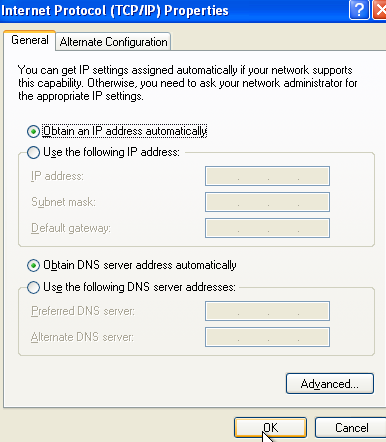 Internet Protocol (TCP/IP) Properties
General
Alternate Configuration
You can get IP settings assigned automatically if your network supports
this capability. Otherwise, you need to ask your network administrator for
the appropriate IP settings.
Obtain an IP address automatically
Use the following IP address:
IP address:
Subnet mask:
Default gateway:
Obtain DNS server address automatically
Use the following DNS server addresses:
Preferred DNS server:
Alternate DNS server:
Advanced...
OK
Cancel